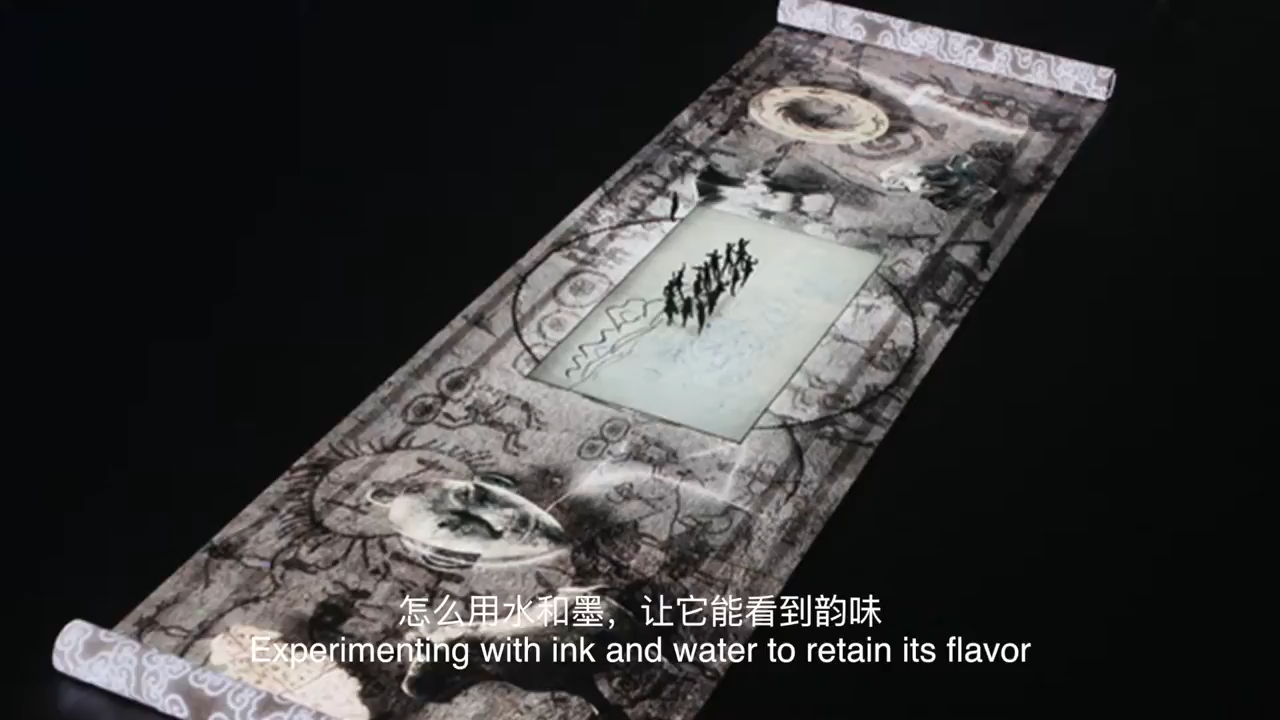 怎么用水和墨，让它能看到韵味
Experimenting with ink and water to retain its flavor